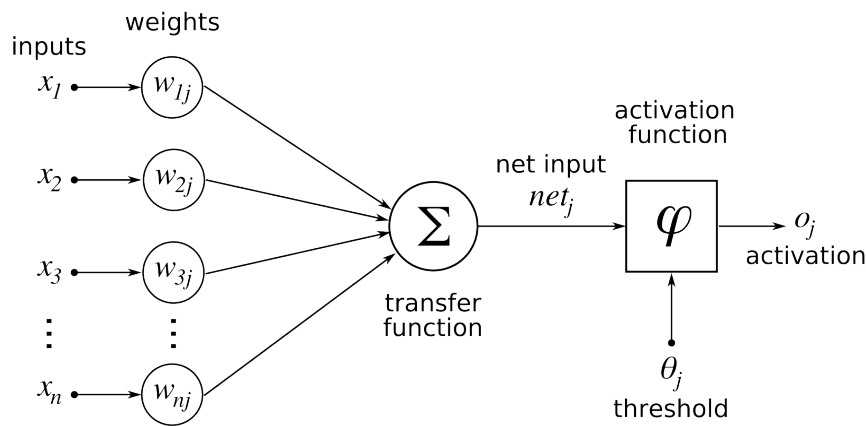 weights
inputs
x1 w1j
activation
function
x2 w2j
net input
netj
Σ
φ
oj
activation
x3 w3j
transfer
function
⋮ ⋮
θj
xn wnj
threshold